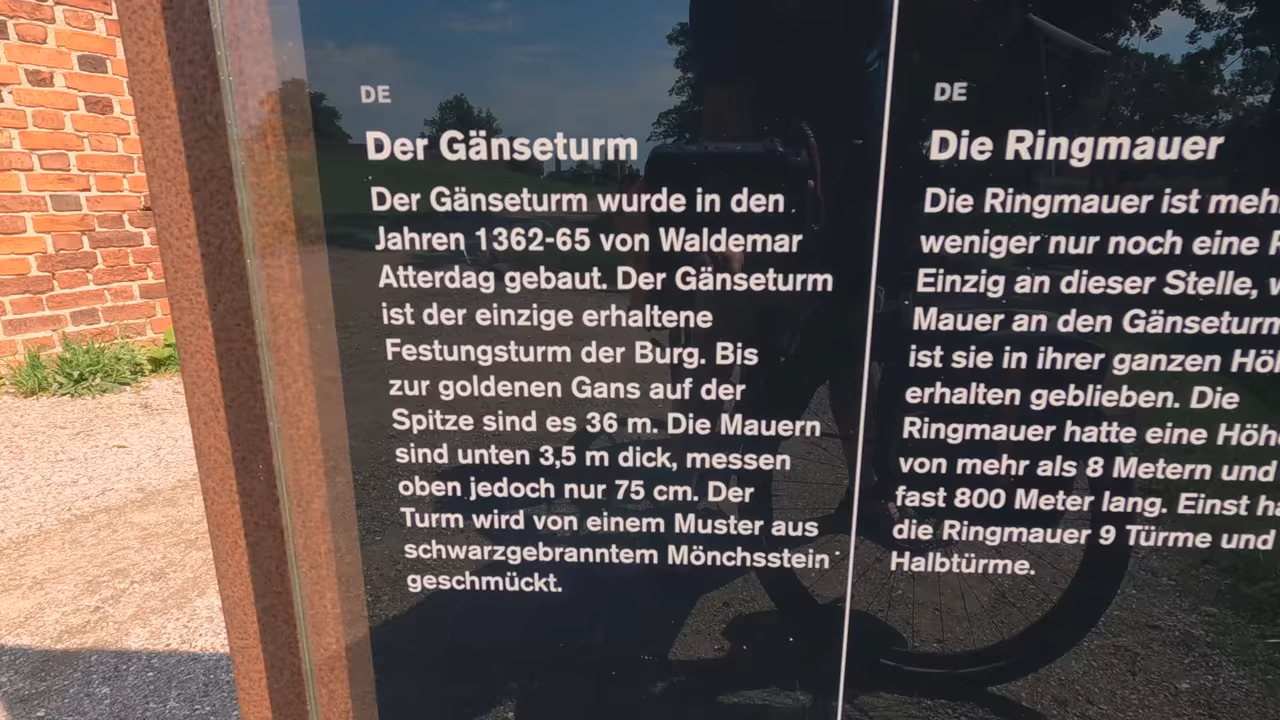 DE
Der Gänseturm
Der Gänseturm wurde in den
Jahren 1362-65 von Waldemar
Atterdag gebaut. Der Gänseturm
ist der einzige erhaltene
Festungsturm der Burg. Bis
zur goldenen Gans auf der
Spitze sind es 36 m. Die Mauern
sind unten 3,5 m dick, messen
oben jedoch nur 75 cm. Der
Turm wird von einem Muster aus
schwarzgebranntem Mönchsstein
geschmückt.
DE
Die Ringmauer
Die Ringmauer ist
weniger nur noch eine
Einzig an dieser Stelle,
Mauer an den
ist sie in ihrer ganzen
erhalten geblieben. Die
Ringmauer hatte eine
von mehr als 8 Metern und
fast 800 Meter lang. Einst
die Ringmauer 9 Türme und
Halbtürme.